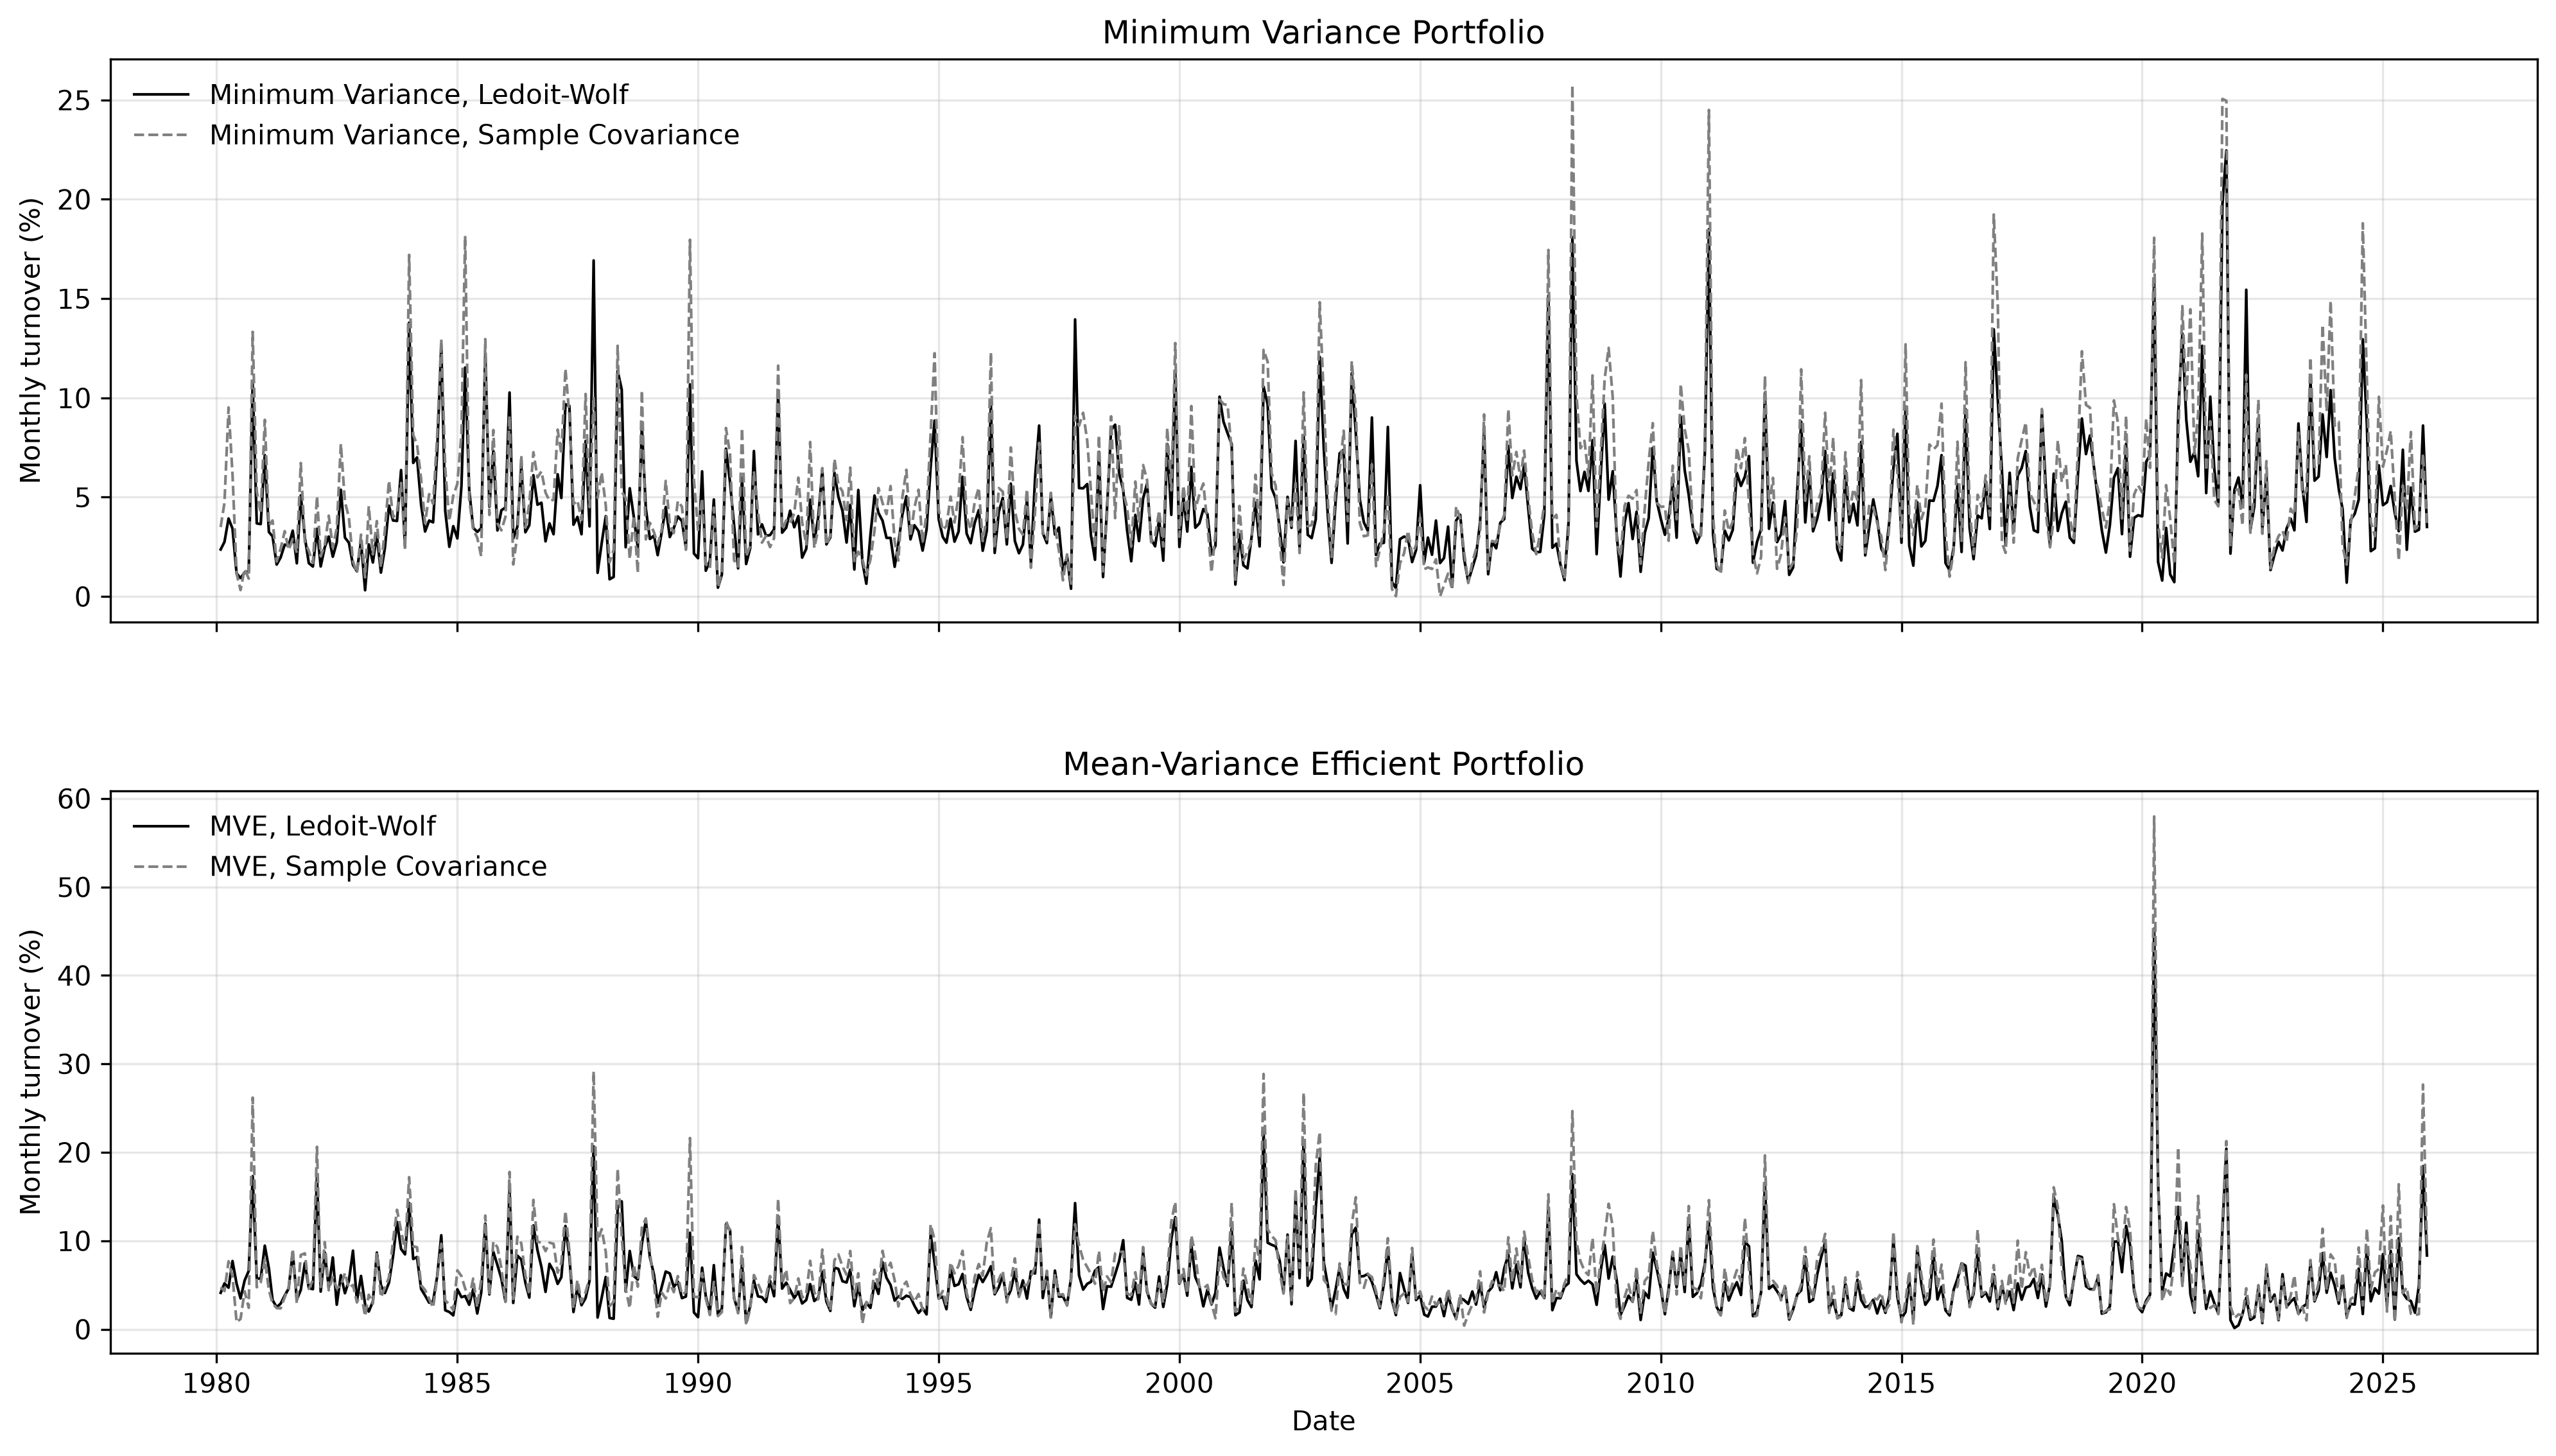 Minimum Variance Portfolio
Minimum Variance, Ledoit-Wolf
Minimum Variance, Sample Covariance
Monthly turnover (%)
25
20
15
10
5
0
Mean-Variance Efficient Portfolio
MVE, Ledoit-Wolf
MVE, Sample Covariance
Monthly turnover (%)
60
50
40
30
20
10
0
1980 1985 1990 1995 2000 2005 2010 2015 2020 2025
Date